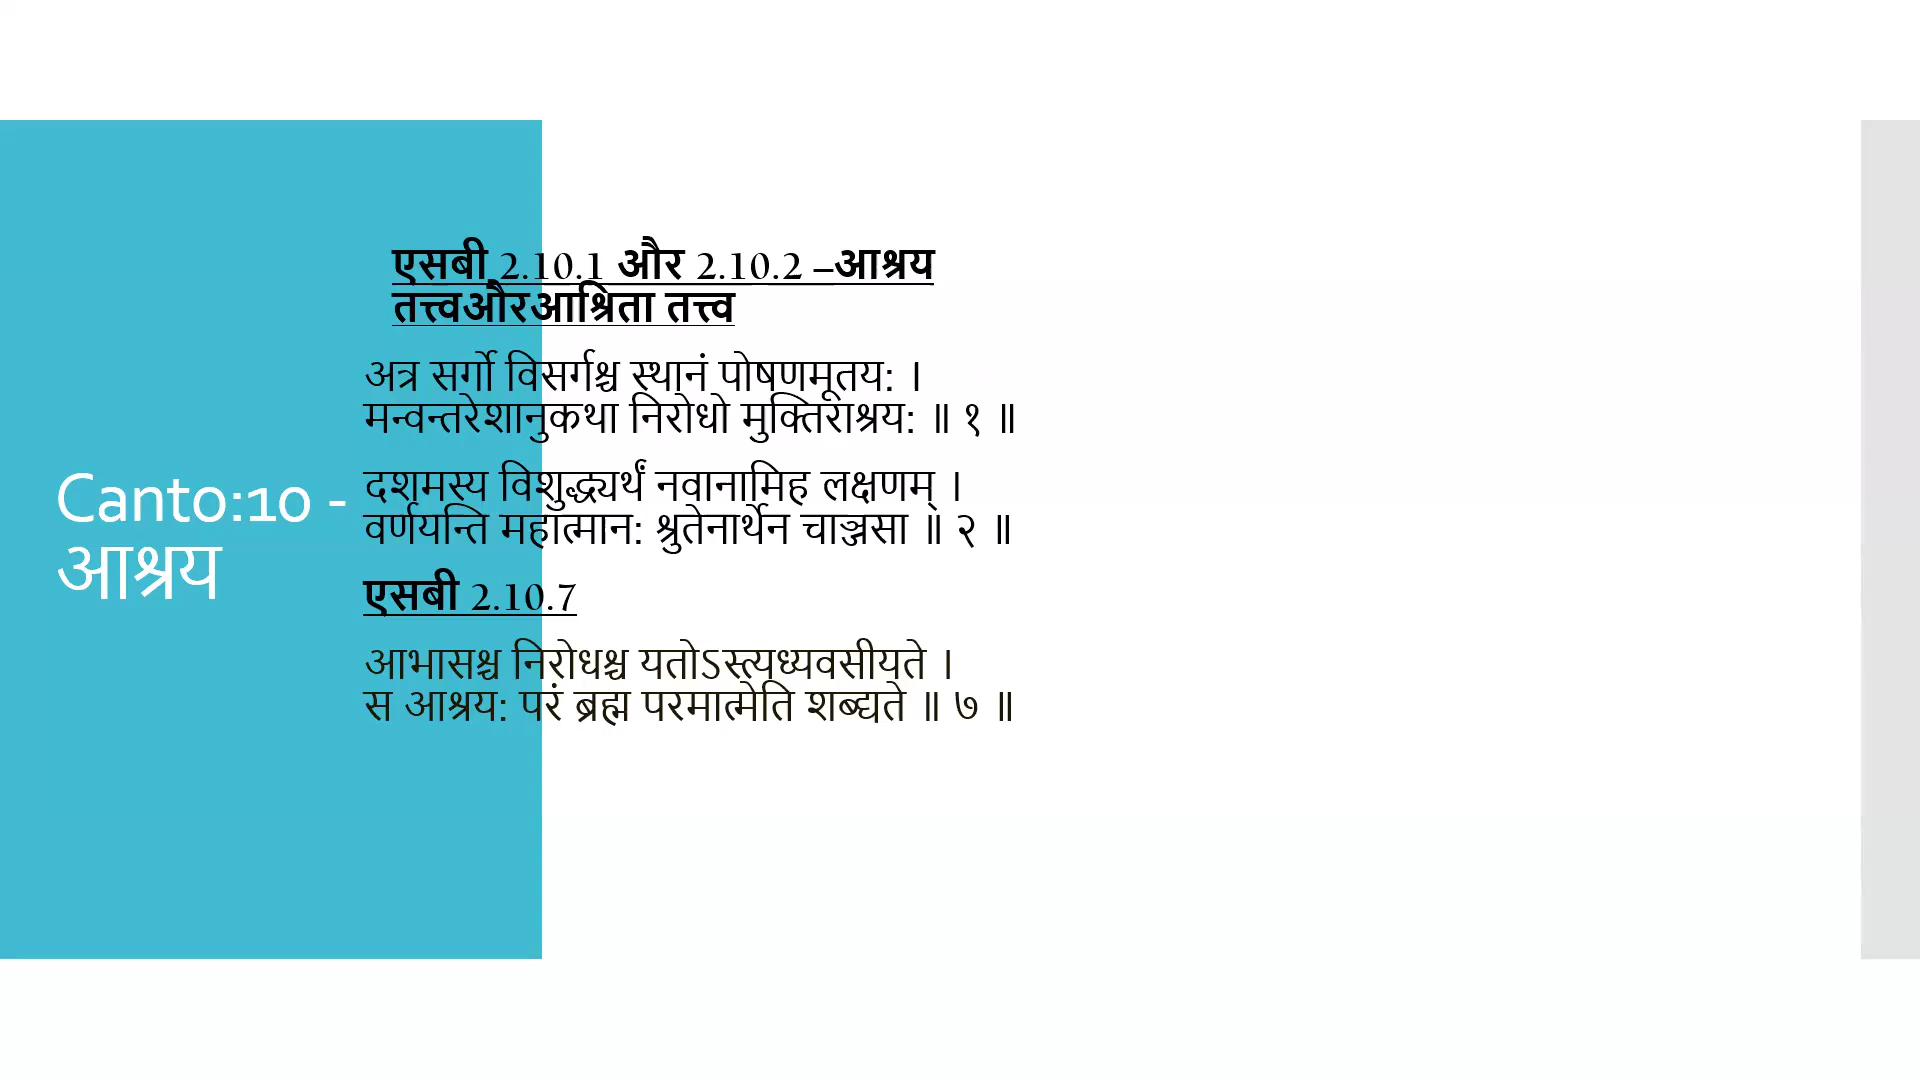 Canto:10 -
आश्रय
एसबी 2.10.1 और 2.10.2 –आश्रय
तत्त्वऔरआश्रिता तत्त्व
अत्र सर्गो विसर्गश्च स्थानं पोषणमूतय: ।
मन्वन्तरेशानुकथा निरोधो मुक्तिराश्रय: ॥ १ ॥
दशमस्य विशुद्ध्यर्थं नवानामिह लक्षणम् ।
वर्णयन्ति महात्मान: श्रुतेनार्थेन चाञ्जसा ॥ २ ॥
एसबी 2.10.7
आभासश्च निरोधश्च यतोऽस्त्यध्यवसीयते ।
स आश्रय: परं ब्रह्म परमात्मेति शब्द्यते ॥ ७ ॥